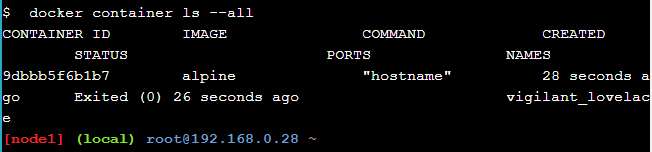 $  docker container ls --all
CONTAINER ID        IMAGE               COMMAND             CREATED
         STATUS                      PORTS               NAMES
9dbbb5f6b1b7        alpine              "hostname"          28 seconds a
go       Exited (0) 26 seconds ago                       vigilant_lovelac
e
[node1] (local) root@192.168.0.28 ~